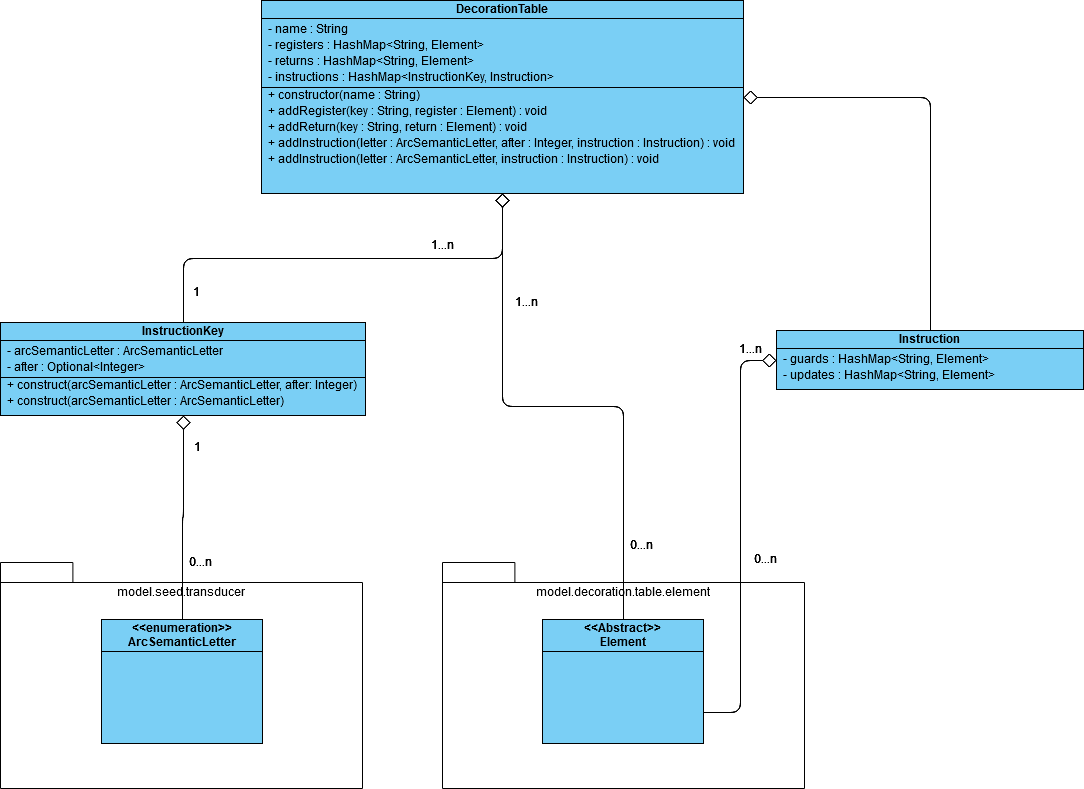 DecorationTable
- name : String
- registers : HashMap<String, Element>
- returns : HashMap<String, Element>
- instructions : HashMap<InstructionKey, Instruction>
+ constructor(name : String)
+ addRegister(key : String, register : Element) : void
+ addReturn(key : String, return : Element) : void
+ addInstruction(letter : ArcSemanticLetter, after : Integer, instruction : Instruction) : void
+ addInstruction(letter : ArcSemanticLetter, instruction : Instruction) : void
1...n
1
1...n
InstructionKey
- arcSemanticLetter : ArcSemanticLetter
- after : Optional<Integer>
+ construct(arcSemanticLetter : ArcSemanticLetter, after: Integer)
+ construct(arcSemanticLetter : ArcSemanticLetter)
Instruction
- guards : HashMap<String, Element>
- updates : HashMap<String, Element>
1...n
1
0...n
0...n
0...n
model.seed.transducer
<<enumeration>>
ArcSemanticLetter
model.decoration.table.element
<<Abstract>>
Element